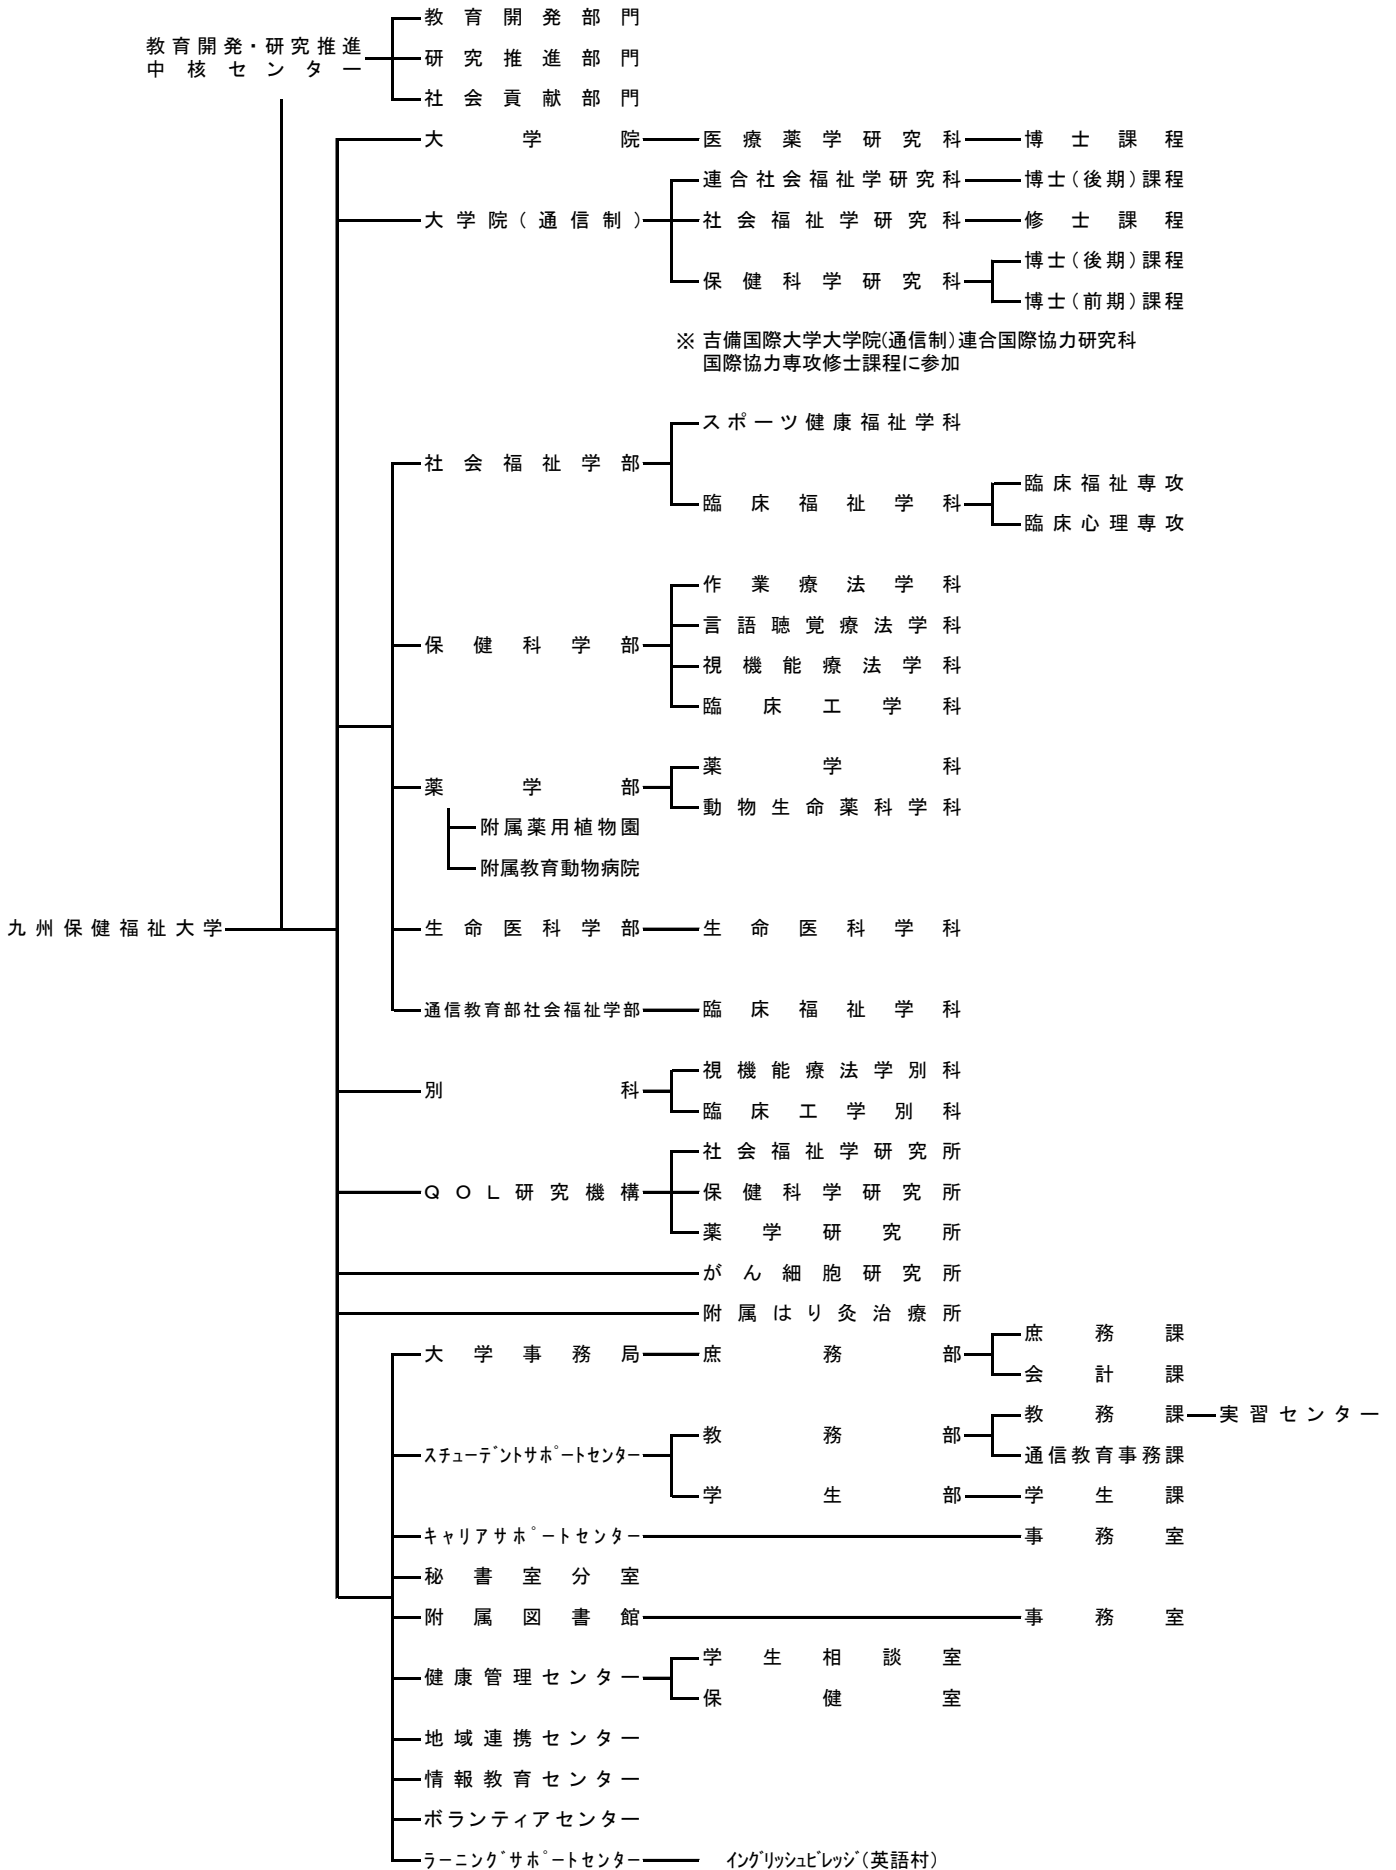 教育開発部門
教育開発・研究推進
中核センター
研究推進部門
社会貢献部門
大学院
医療薬学研究科
博士課程
連合社会福祉学研究科
博士(後期)課程
大学院(通信制)
社会福祉学研究科
修士課程
保健科学研究科
博士(後期)課程
博士(前期)課程
※ 吉備国際大学大学院(通信制)連合国際協力研究科
国際協力専攻修士課程に参加
スポーツ健康福祉学科
社会福祉学部
臨床福祉学科
臨床福祉専攻
臨床心理専攻
作業療法学科
言語聴覚療法学科
保健科学部
視機能療法学科
臨床工学科
薬学部
薬学科
動物生命薬科学科
附属薬用植物園
附属教育動物病院
九州保健福祉大学
生命医科学部
生命医科学科
通信教育部社会福祉学部
臨床福祉学科
別科
視機能療法学別科
臨床工学別科
社会福祉学研究所
QOL研究機構
保健科学研究所
薬学研究所
がん細胞研究所
附属はり灸治療所
大学事務局
庶務部
庶務課
会計課
スチューデントサポートセンター
教務部
教務課
実習センター
通信教育事務課
学生部
学生課
キャリアサポートセンター
事務室
秘書室分室
附属図書館
事務室
健康管理センター
学生相談室
保健室
地域連携センター
情報教育センター
ボランティアセンター
ラーニングサポートセンター
イングリッシュビレッジ(英語村)